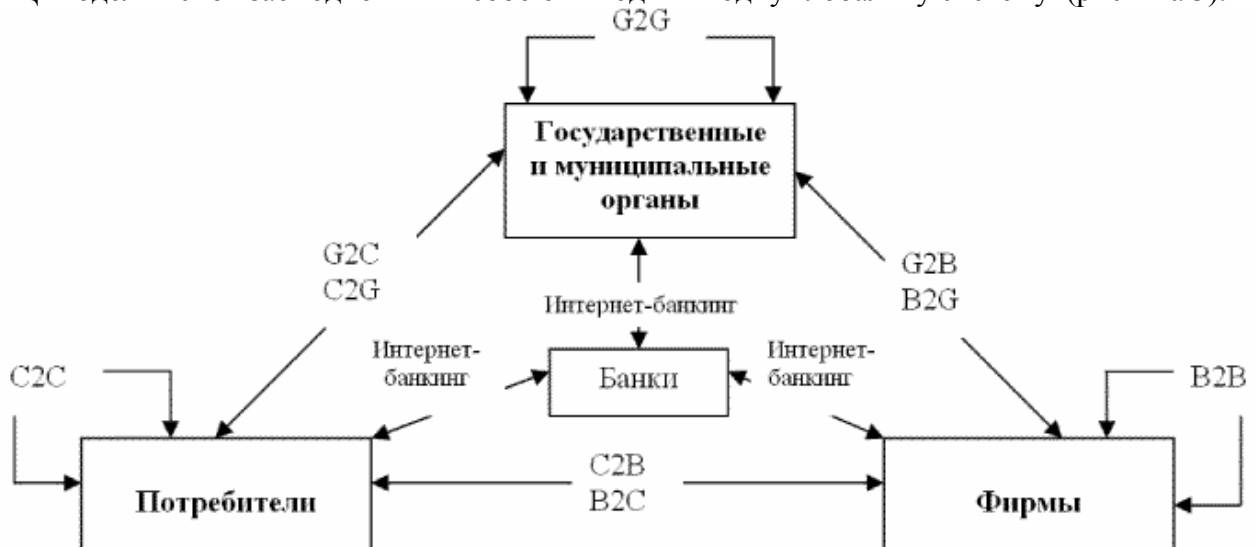 G2G
Государственные
и муниципальные
органы
G2C
C2G
G2B
B2G
Интернет-банкинг
Интернет-
банкинг
Интернет-
банкинг
Банки
C2C
B2B
C2B
B2C
Потребители
Фирмы